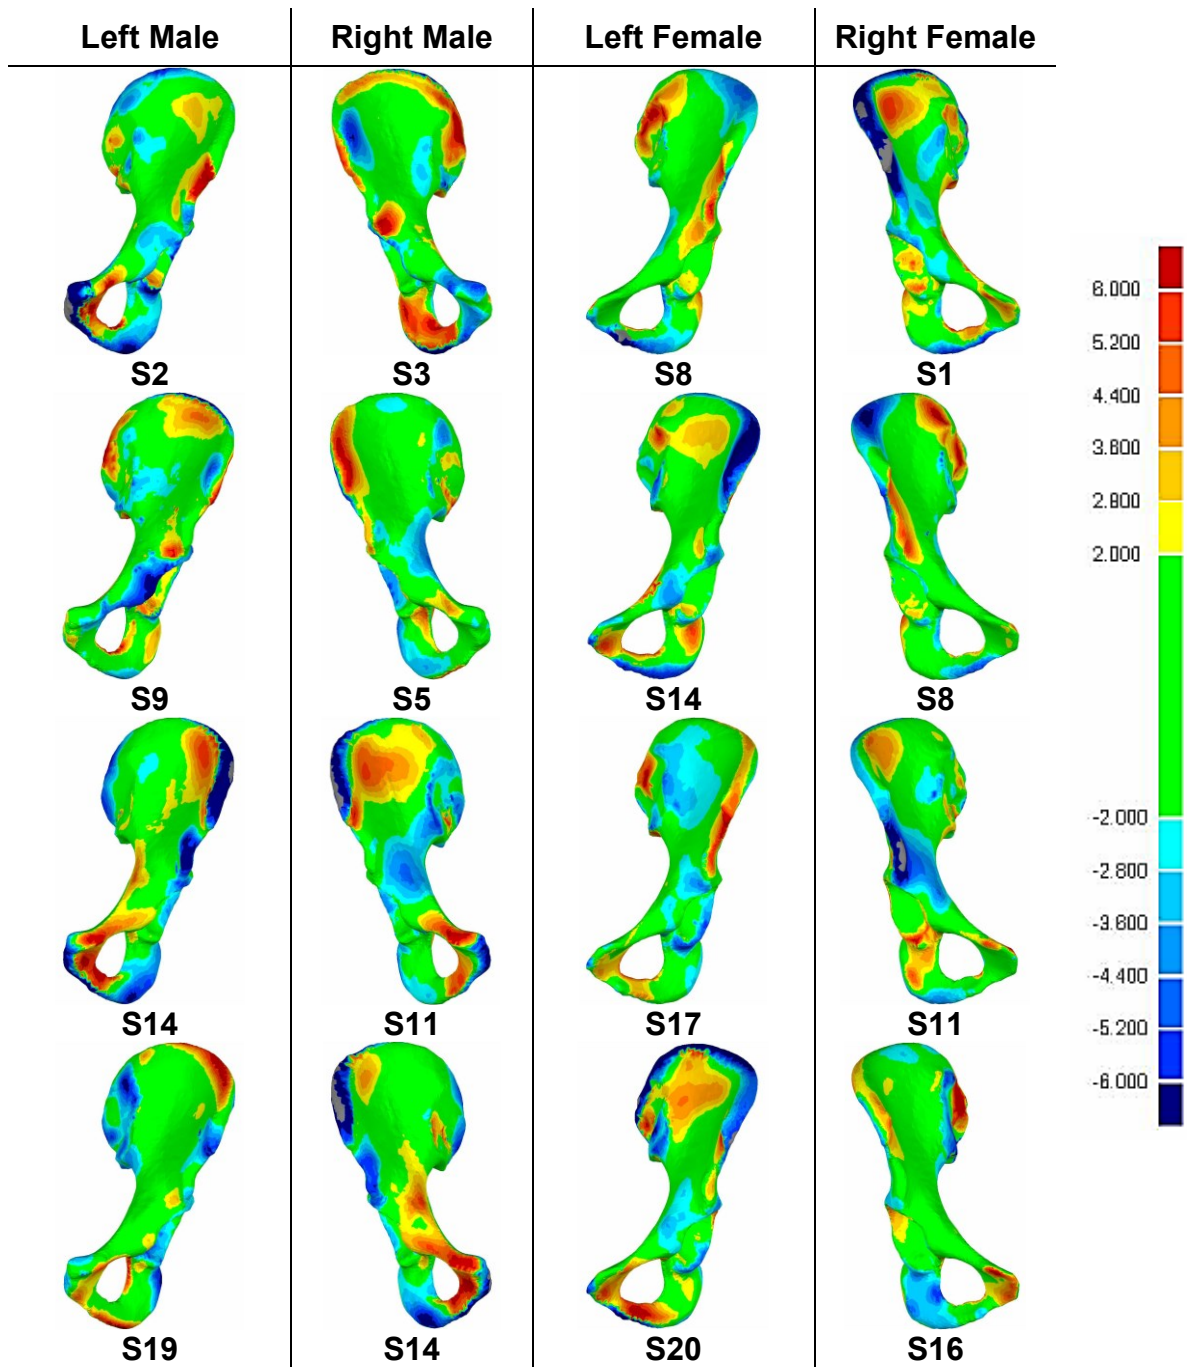 Left Male Right Male Left Female Right Female
S2 S3 S8 S1
S9 S5 S14 S8
S14 S11 S17 S11
S19 S14 S20 S16
6.000
5.200
4.400
3.600
2.800
2.000
-2.000
-2.800
-3.600
-4.400
-5.200
-6.000